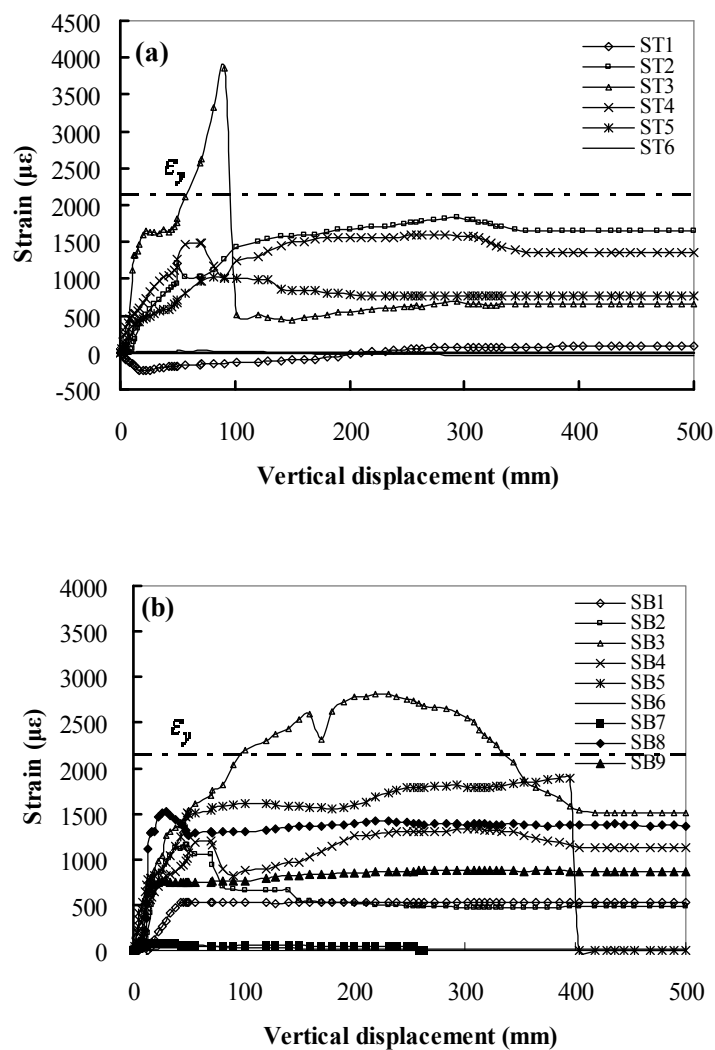 (a)
4500
4000
3500
3000
2500
2000
1500
1000
500
0
-500
Strain (με)
εy
ST1
ST2
ST3
ST4
ST5
ST6
0 100 200 300 400 500
Vertical displacement (mm)
(b)
4000
3500
3000
2500
2000
1500
1000
500
0
Strain (με)
εy
SB1
SB2
SB3
SB4
SB5
SB6
SB7
SB8
SB9
0 100 200 300 400 500
Vertical displacement (mm)